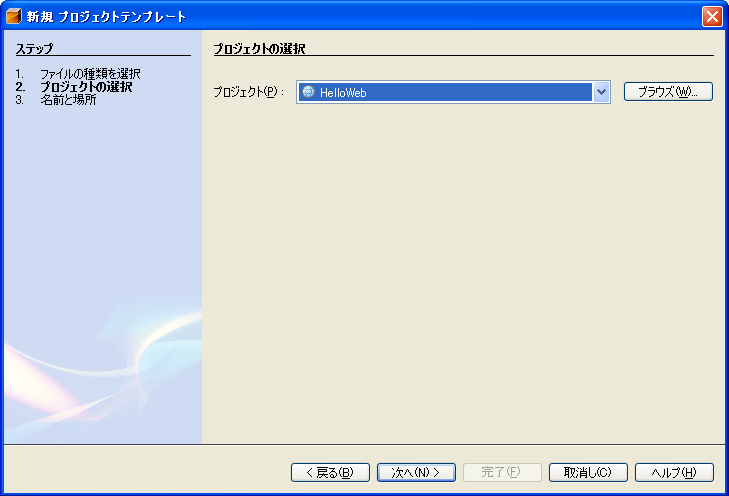 新規 プロジェクトテンプレート
ステップ
1. ファイルの種類を選択
2. プロジェクトの選択
3. 名前と場所
プロジェクトの選択
プロジェクト(P): HelloWeb ブラウズ(W)...
< 戻る(B) 次へ(N) > 完了(F) 取消し(C) ヘルプ(H)